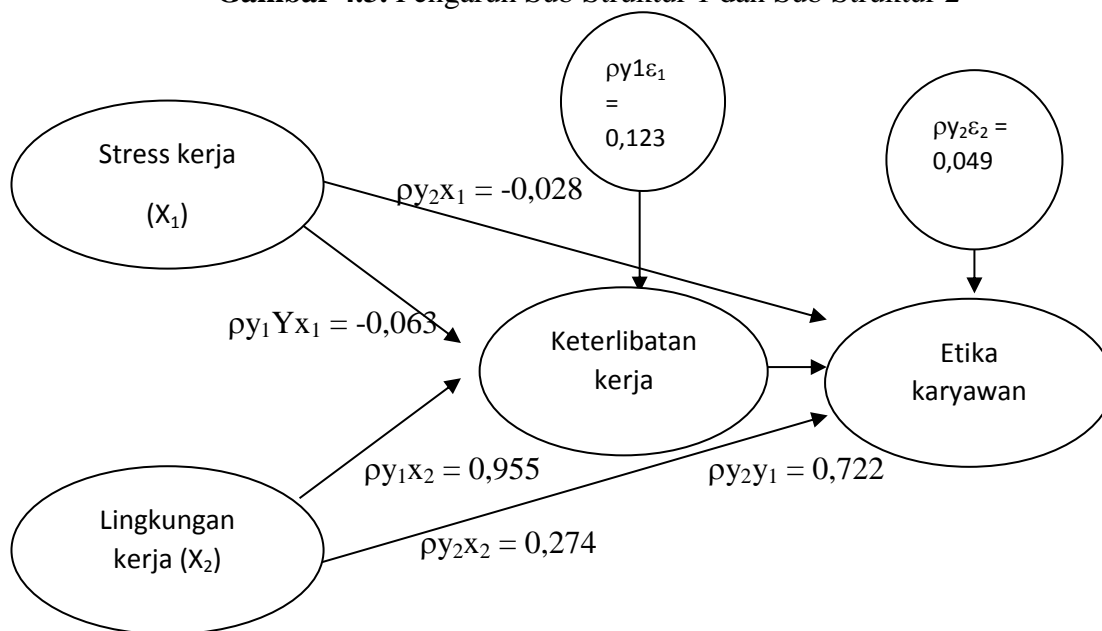 Gambar 4.5. Pengaruh Sub Struktur 1 dan Sub Struktur 2
ρy1ε₁
=
0,123
ρy₂ε₂ =
0,049
Stress kerja
(X₁)
ρy₂x₁ = -0,028
ρy₁Yx₁ = -0,063
Keterlibatan
kerja
Etika
karyawan
ρy₁x₂ = 0,955
ρy₂y₁ = 0,722
Lingkungan
kerja (X₂)
ρy₂x₂ = 0,274